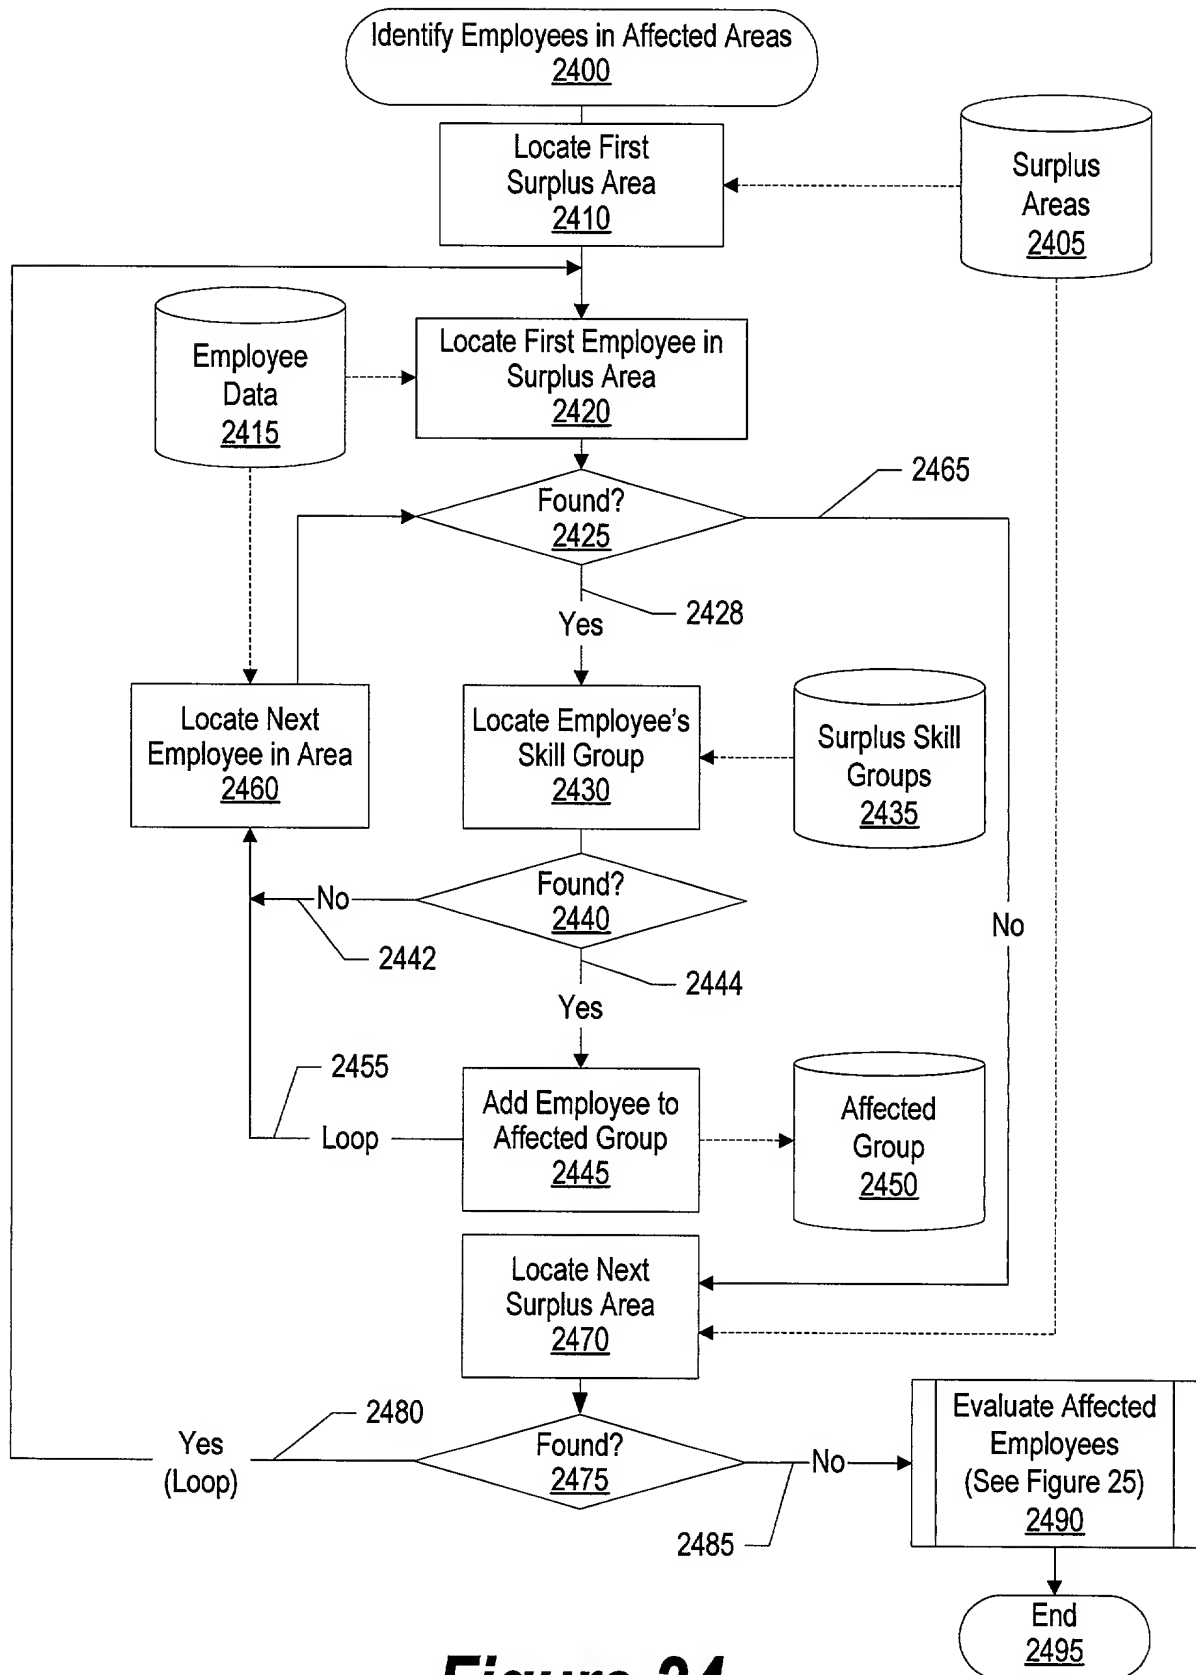 Identify Employees in Affected Areas
2400
Locate First
Surplus Area
2410
Surplus
Areas
2405
Employee
Data
2415
Locate First Employee in
Surplus Area
2420
2465
Found?
2425
2428
Yes
Locate Next
Employee in Area
2460
Locate Employee's
Skill Group
2430
Surplus Skill
Groups
2435
No
Found?
2440
No
2442
2444
Yes
2455
Loop
Add Employee to
Affected Group
2445
Affected
Group
2450
Locate Next
Surplus Area
2470
2480
Yes
(Loop)
Found?
2475
No
2485
Evaluate Affected
Employees
(See Figure 25)
2490
End
2495
Figure 24